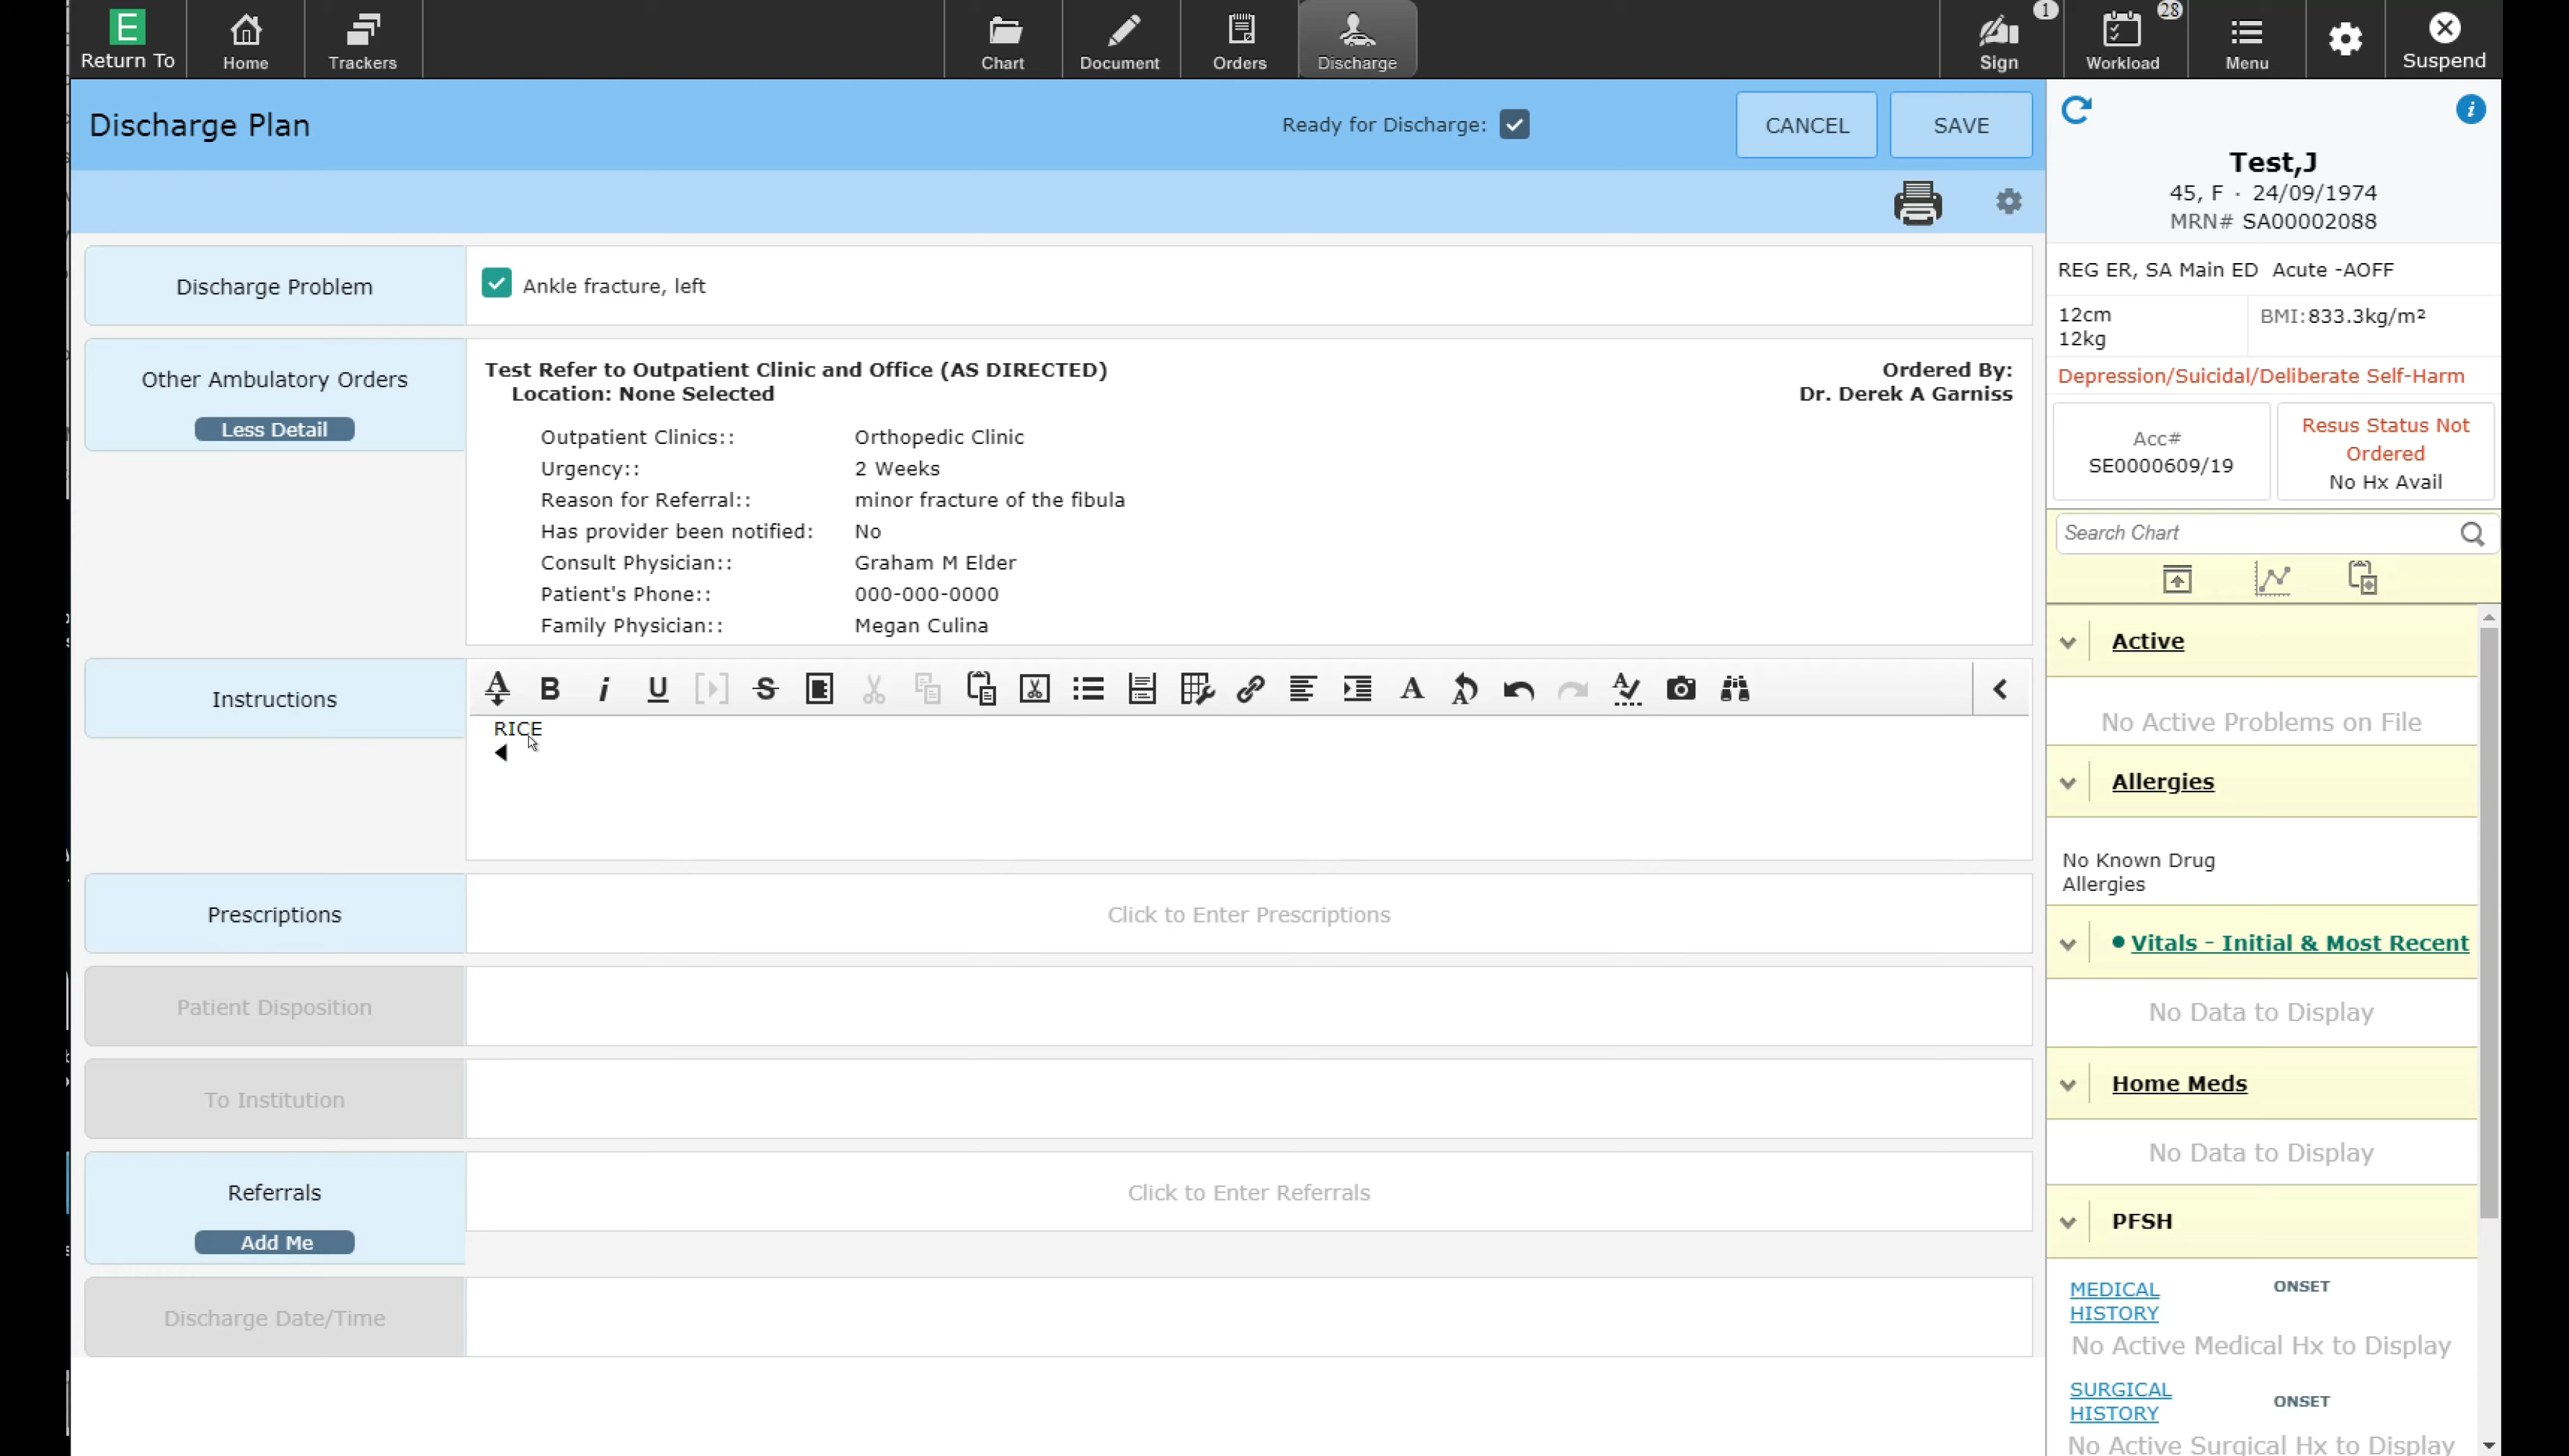 E
Return To
Home
Trackers
Chart
Document
Orders
Discharge
1
Sign
28
Workload
Menu
Suspend
Discharge Plan
Ready for Discharge:
CANCEL
SAVE
Discharge Problem
Ankle fracture, left
Other Ambulatory Orders
Less Detail
Test Refer to Outpatient Clinic and Office (AS DIRECTED)
Location: None Selected
Ordered By:
Dr. Derek A Garniss
Outpatient Clinics:: Orthopedic Clinic
Urgency:: 2 Weeks
Reason for Referral:: minor fracture of the fibula
Has provider been notified: No
Consult Physician:: Graham M Elder
Patient's Phone:: 000-000-0000
Family Physician:: Megan Culina
Instructions
B i U S A A
RICE
Prescriptions
Click to Enter Prescriptions
Patient Disposition
To Institution
Referrals
Add Me
Click to Enter Referrals
Discharge Date/Time
Test,J
45, F · 24/09/1974
MRN# SA00002088
REG ER, SA Main ED Acute -AOFF
12cm
12kg
BMI:833.3kg/m²
Depression/Suicidal/Deliberate Self-Harm
Acc#
SE0000609/19
Resus Status Not
Ordered
No Hx Avail
Search Chart
Active
No Active Problems on File
Allergies
No Known Drug
Allergies
Vitals - Initial & Most Recent
No Data to Display
Home Meds
No Data to Display
PFSH
MEDICAL
HISTORY
ONSET
No Active Medical Hx to Display
SURGICAL
HISTORY
ONSET
No Active Surgical Hx to Display